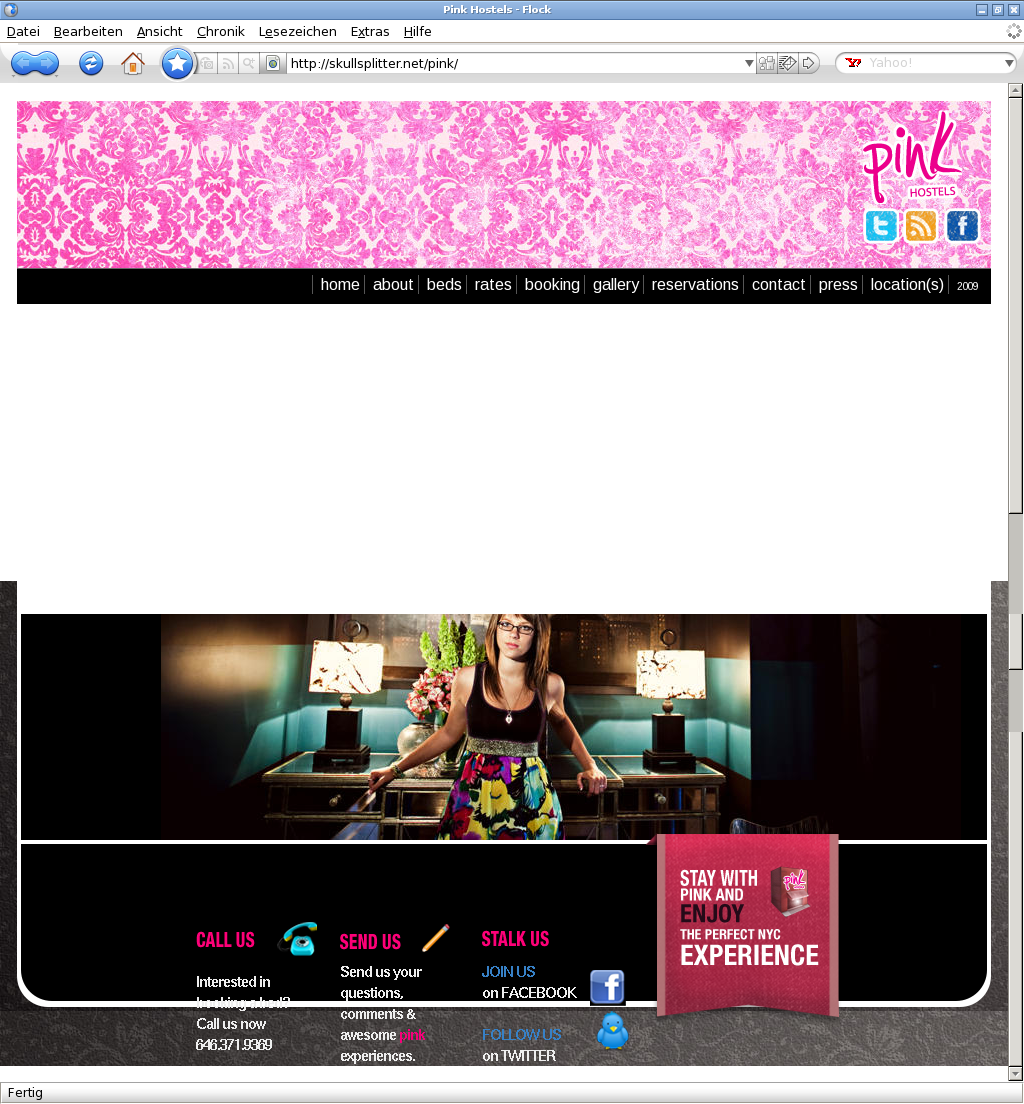 Pink Hostels - Flock
Datei Bearbeiten Ansicht Chronik Lesezeichen Extras Hilfe
http://skullsplitter.net/pink/
Yahoo!
pink
HOSTELS
home about beds rates booking gallery reservations contact press location(s) 2009
STAY WITH
PINK AND
ENJOY
THE PERFECT NYC
EXPERIENCE
pink
CALL US
Interested in
booking a bed?
Call us now
646.371.9369
SEND US
Send us your
questions,
comments &
awesome pink
experiences.
STALK US
JOIN US
on FACEBOOK
FOLLOW US
on TWITTER
Fertig